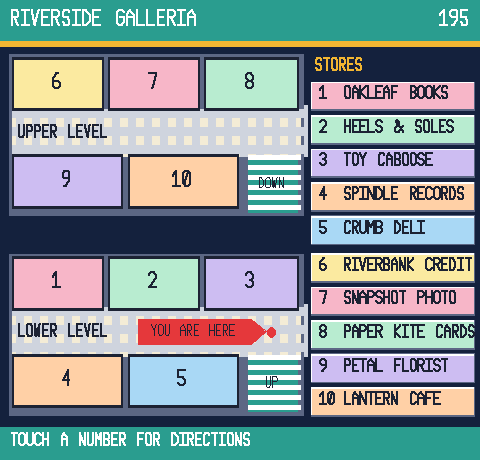 RIVERSIDE GALLERIA 195
6 7 8
UPPER LEVEL
9 10 DOWN
1 2 3
LOWER LEVEL YOU ARE HERE
4 5 UP
STORES
1 OAKLEAF BOOKS
2 HEELS & SOLES
3 TOY CABOOSE
4 SPINDLE RECORDS
5 CRUMB DELI
6 RIVERBANK CREDIT
7 SNAPSHOT PHOTO
8 PAPER KITE CARDS
9 PETAL FLORIST
10 LANTERN CAFE
TOUCH A NUMBER FOR DIRECTIONS